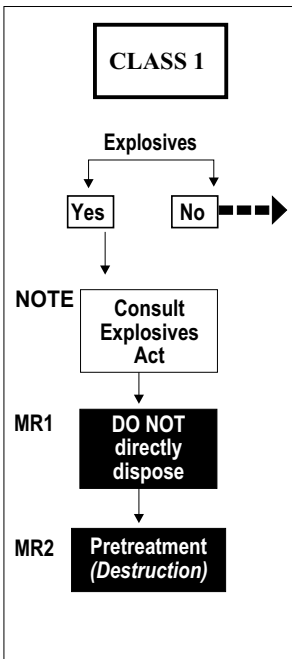 CLASS 1
Explosives
Yes
No
NOTE
Consult
Explosives
Act
MR1
DO NOT
directly
dispose
MR2
Pretreatment
(Destruction)